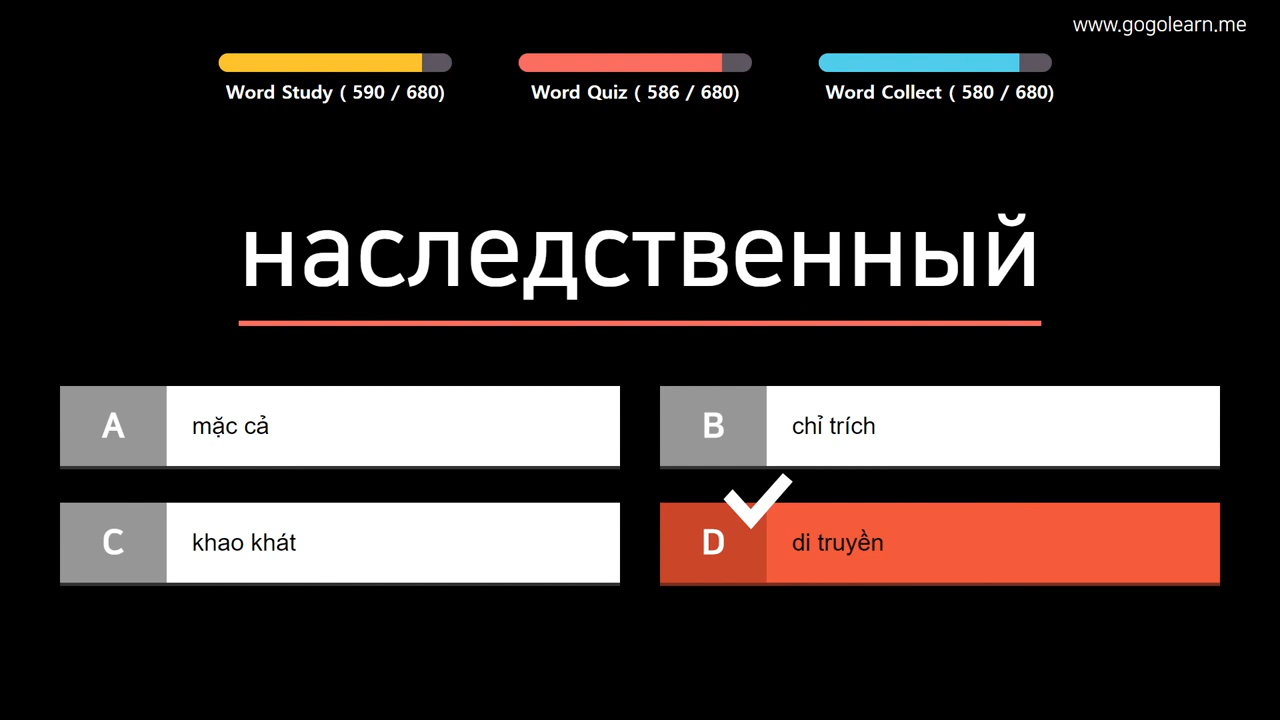 www.gogolearn.me
Word Study ( 590 / 680)
Word Quiz ( 586 / 680)
Word Collect ( 580 / 680)
наследственный
A
mặc cả
B
chỉ trích
C
khao khát
D
di truyền